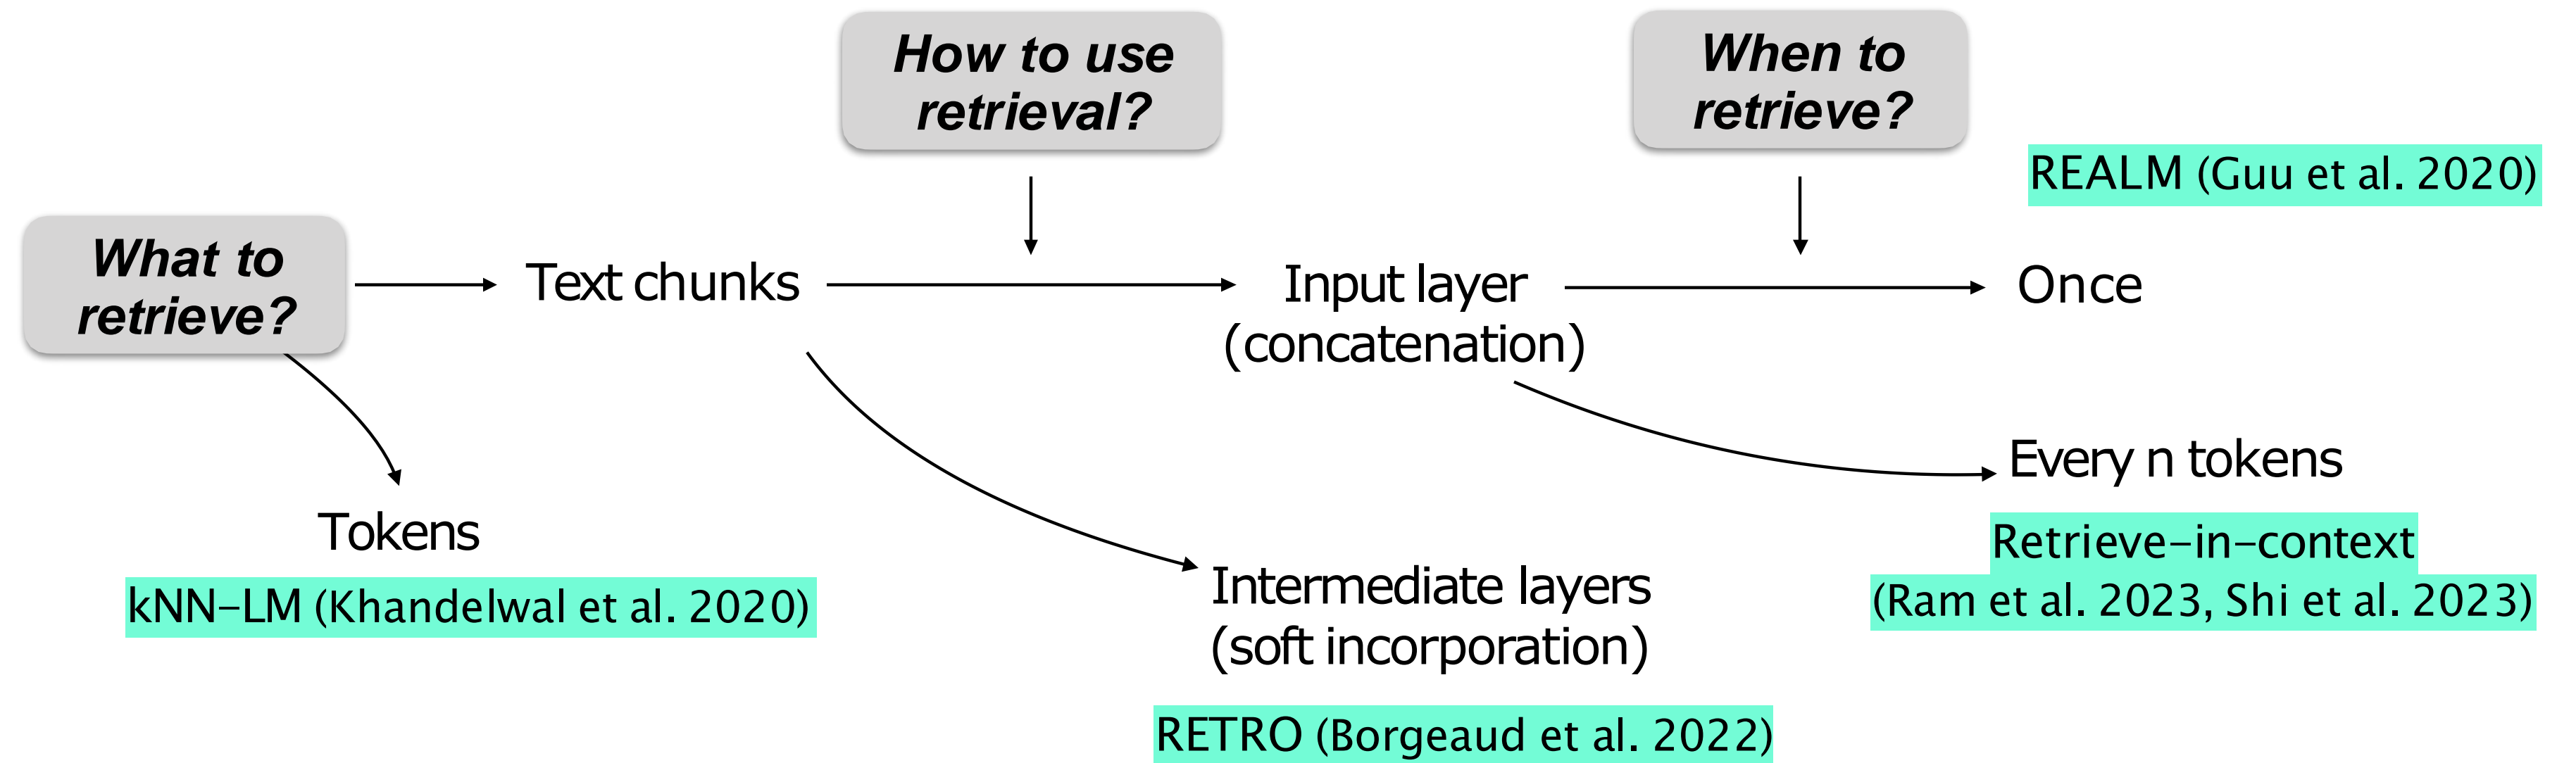 How to use
retrieval?
When to
retrieve?
REALM (Guu et al. 2020)
What to
retrieve?
Text chunks
Input layer
(concatenation)
Once
Every n tokens
Retrieve-in-context
(Ram et al. 2023, Shi et al. 2023)
Tokens
kNN-LM (Khandelwal et al. 2020)
Intermediate layers
(soft incorporation)
RETRO (Borgeaud et al. 2022)